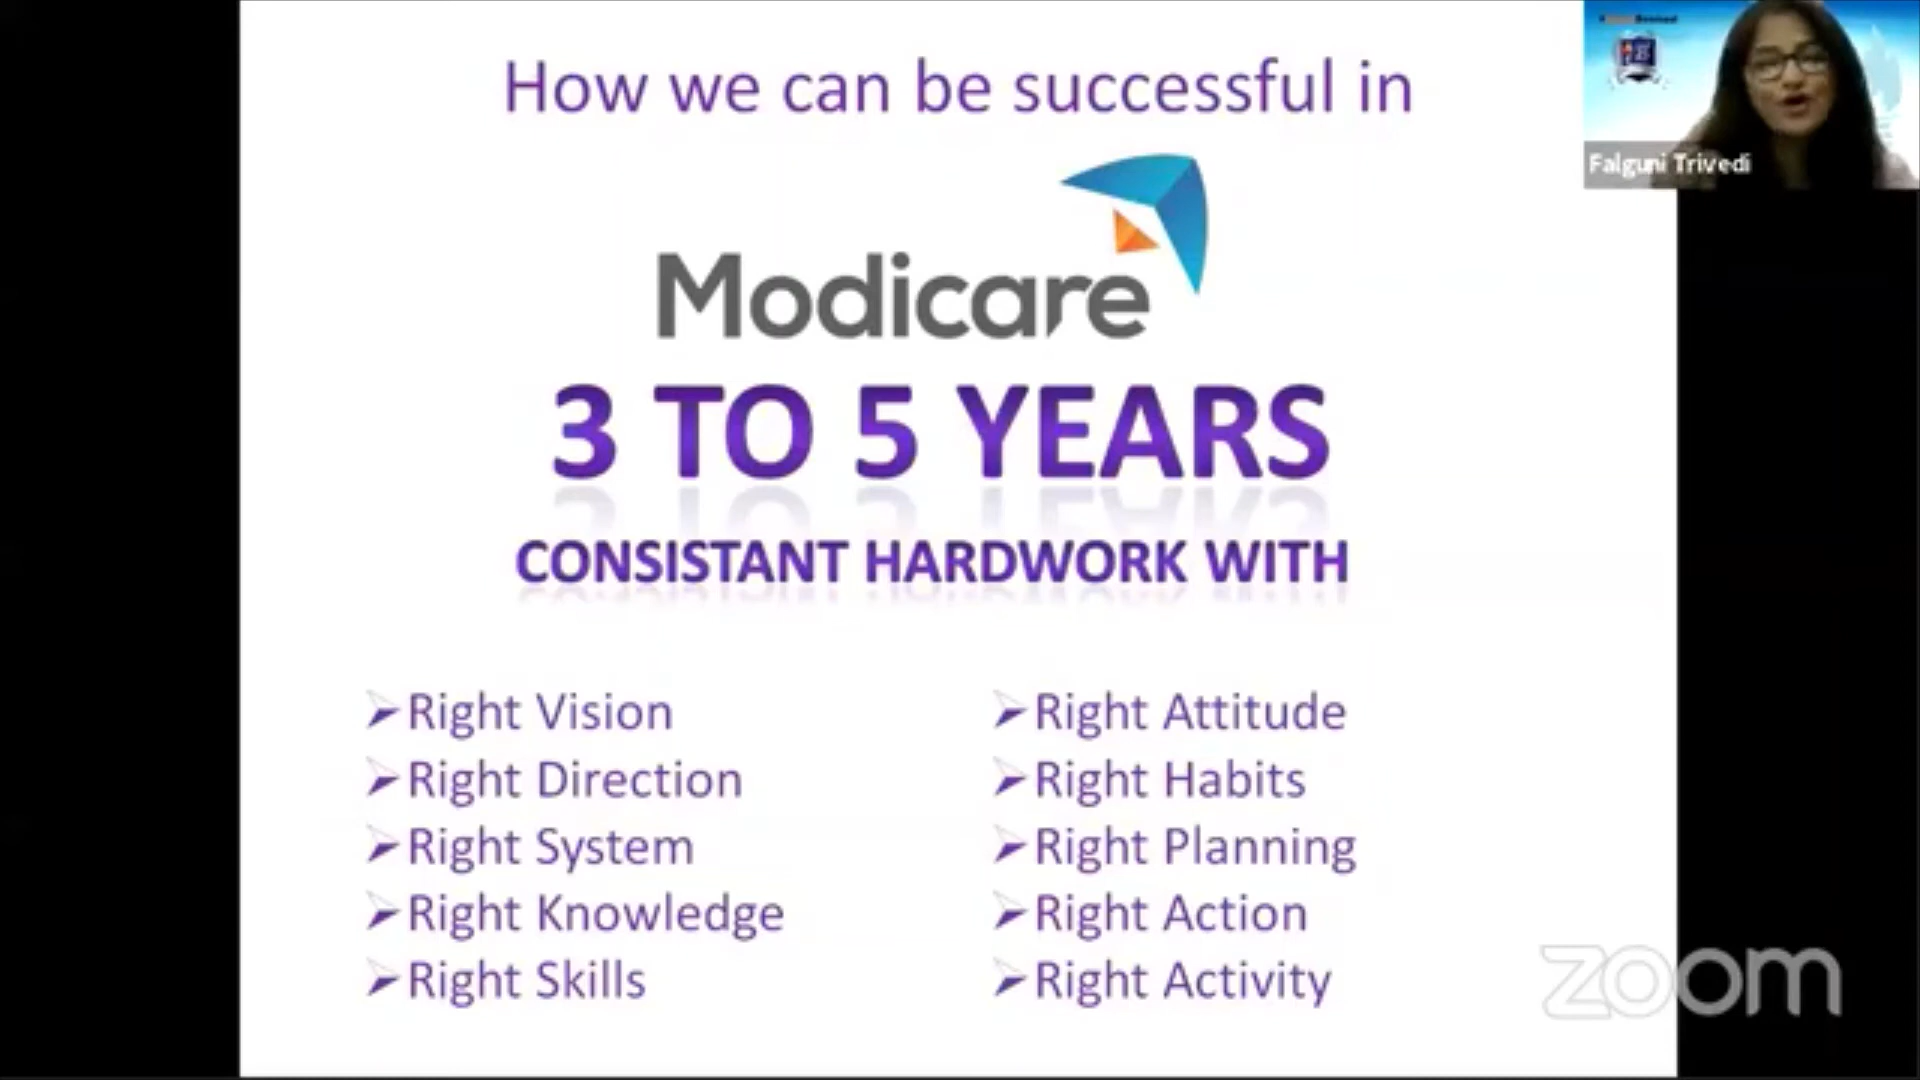 How we can be successful in
Modicare
3 TO 5 YEARS
CONSISTANT HARDWORK WITH
➢Right Vision
➢Right Direction
➢Right System
➢Right Knowledge
➢Right Skills
➢Right Attitude
➢Right Habits
➢Right Planning
➢Right Action
➢Right Activity
Falguni Trivedi
zoom